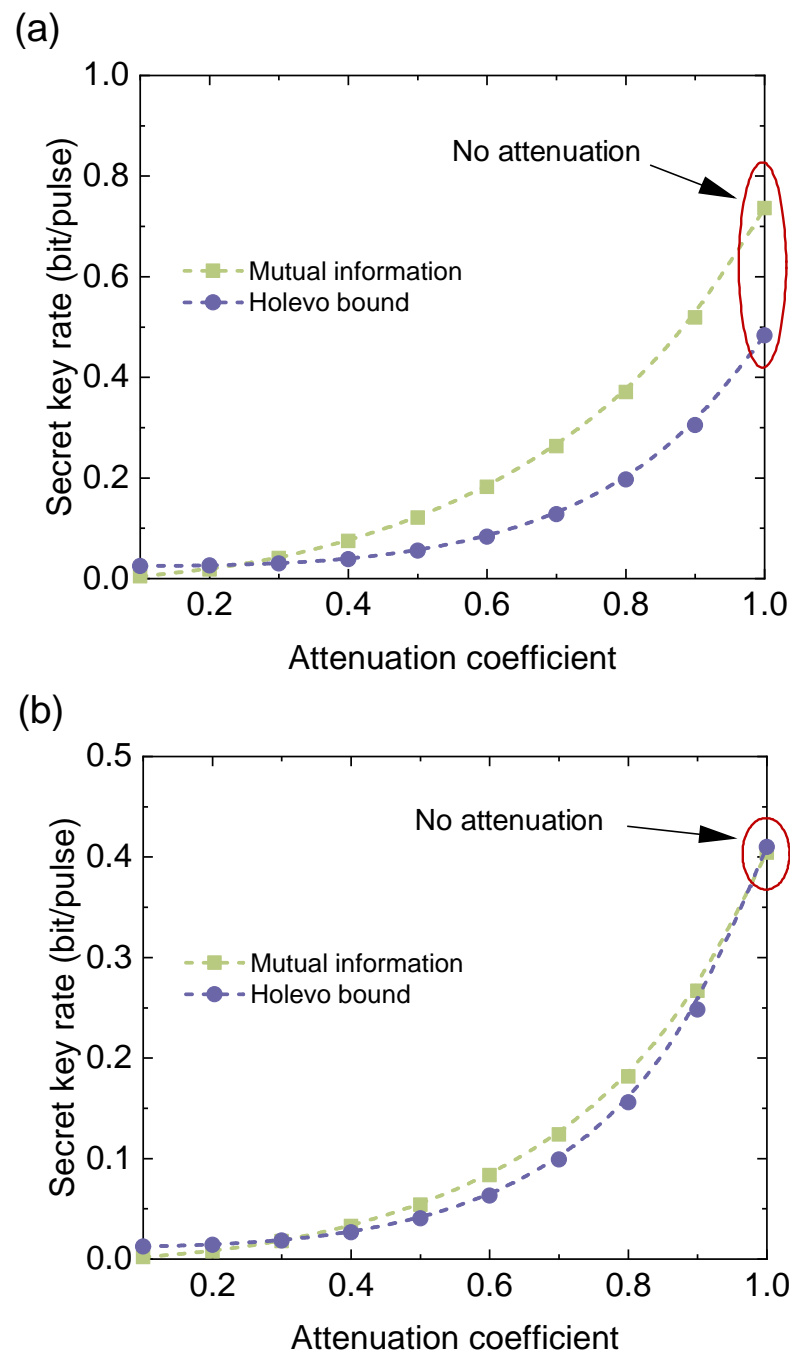 (a)
1.0
No attenuation
0.8
Mutual information
Holevo bound
0.6
0.4
0.2
0.0
Secret key rate (bit/pulse)
0.2 0.4 0.6 0.8 1.0
Attenuation coefficient
(b)
0.5
No attenuation
0.4
0.3
Mutual information
Holevo bound
0.2
0.1
0.0
Secret key rate (bit/pulse)
0.2 0.4 0.6 0.8 1.0
Attenuation coefficient